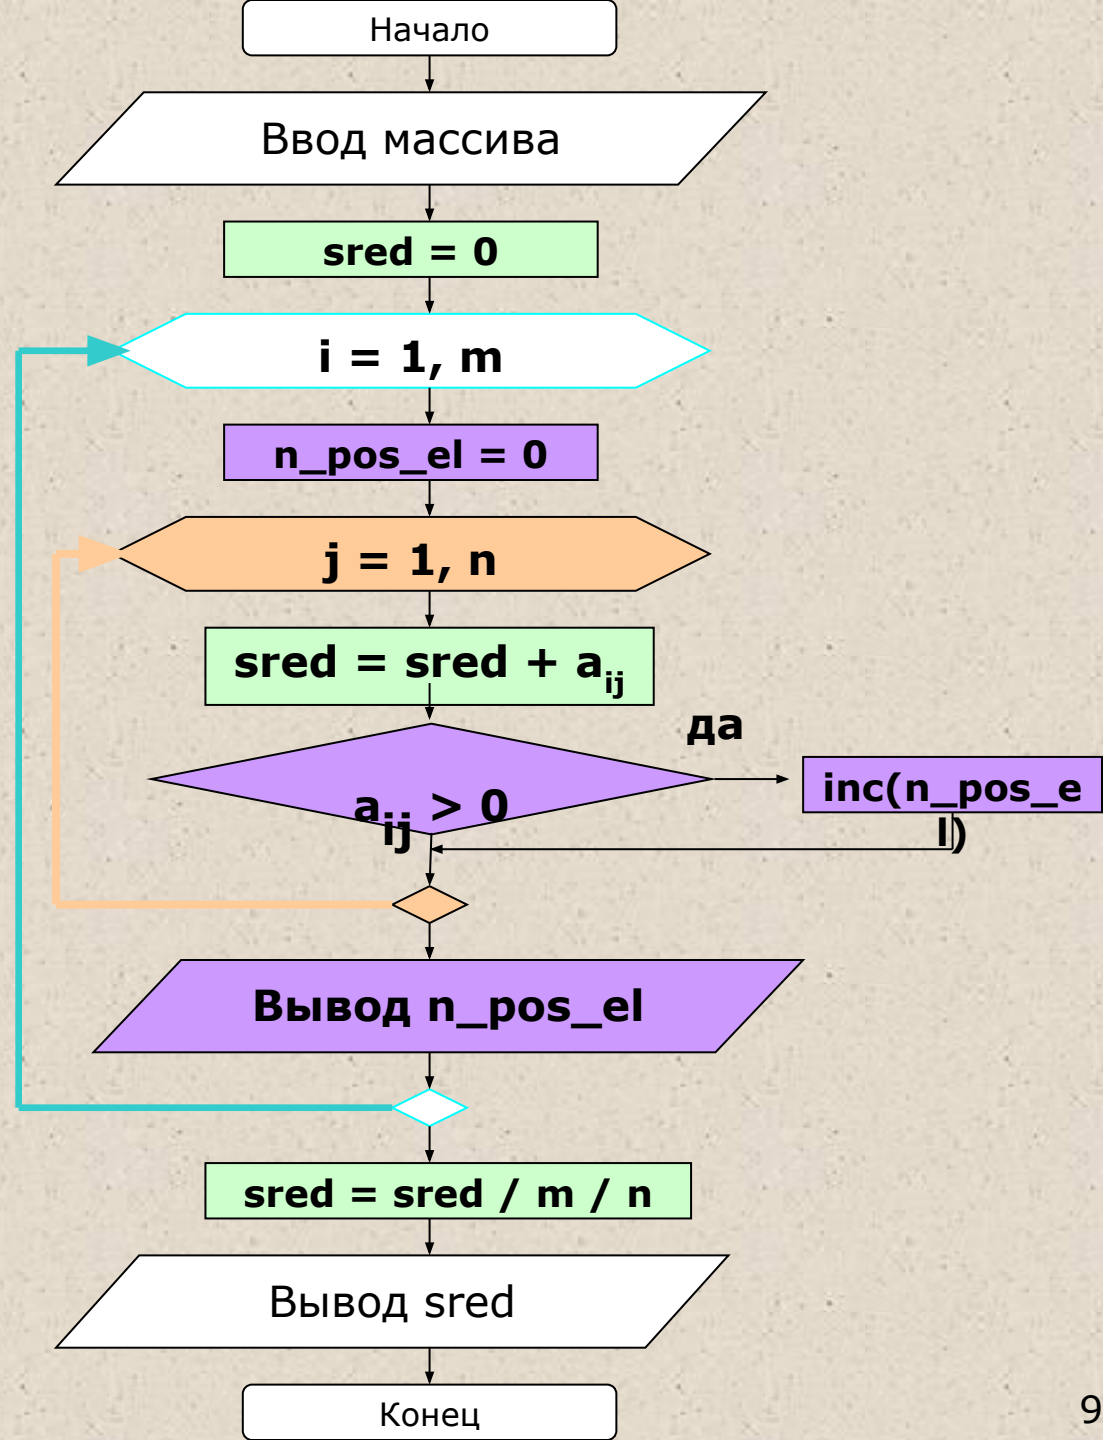 Начало
Ввод массива
sred = 0
i = 1, m
n_pos_el = 0
j = 1, n
sred = sred + aij
да
aij > 0
inc(n_pos_e
l)
Вывод n_pos_el
sred = sred / m / n
Вывод sred
Конец
9